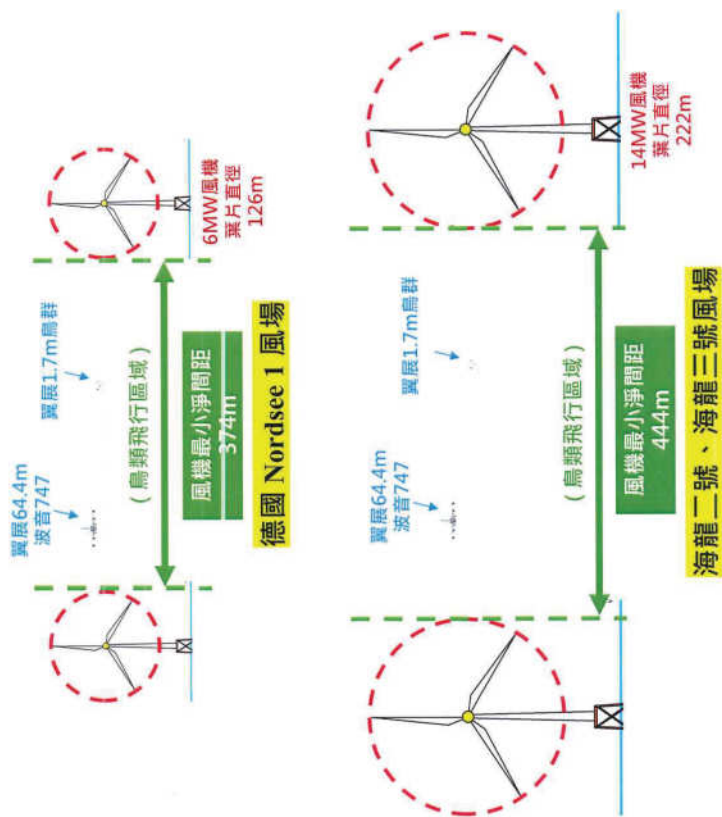 翼展64.4m
波音747
翼展1.7m鳥群
(鳥類飛行區域)
6MW風機
葉片直徑
126m
風機最小淨間距
374m
德國 Nordsee 1 風場
翼展64.4m
波音747
翼展1.7m鳥群
(鳥類飛行區域)
14MW風機
葉片直徑
222m
風機最小淨間距
444m
海龍二號、海龍三號風場